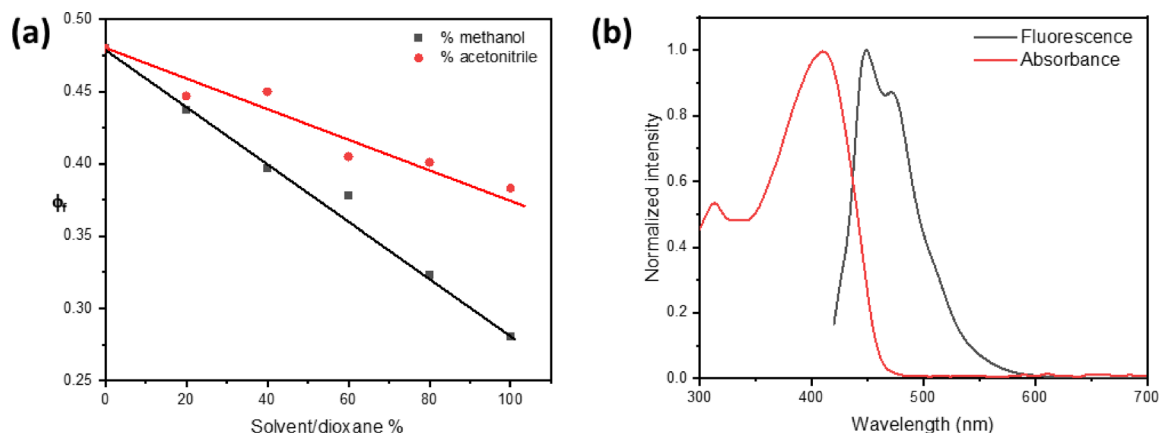 (a)
0.50
0.45
0.40
0.35
0.30
0.25
ϕf
0 20 40 60 80 100
Solvent/dioxane %
% methanol
% acetonitrile
(b)
1.0
0.8
0.6
0.4
0.2
0.0
Normalized intensity
300 400 500 600 700
Wavelength (nm)
Fluorescence
Absorbance